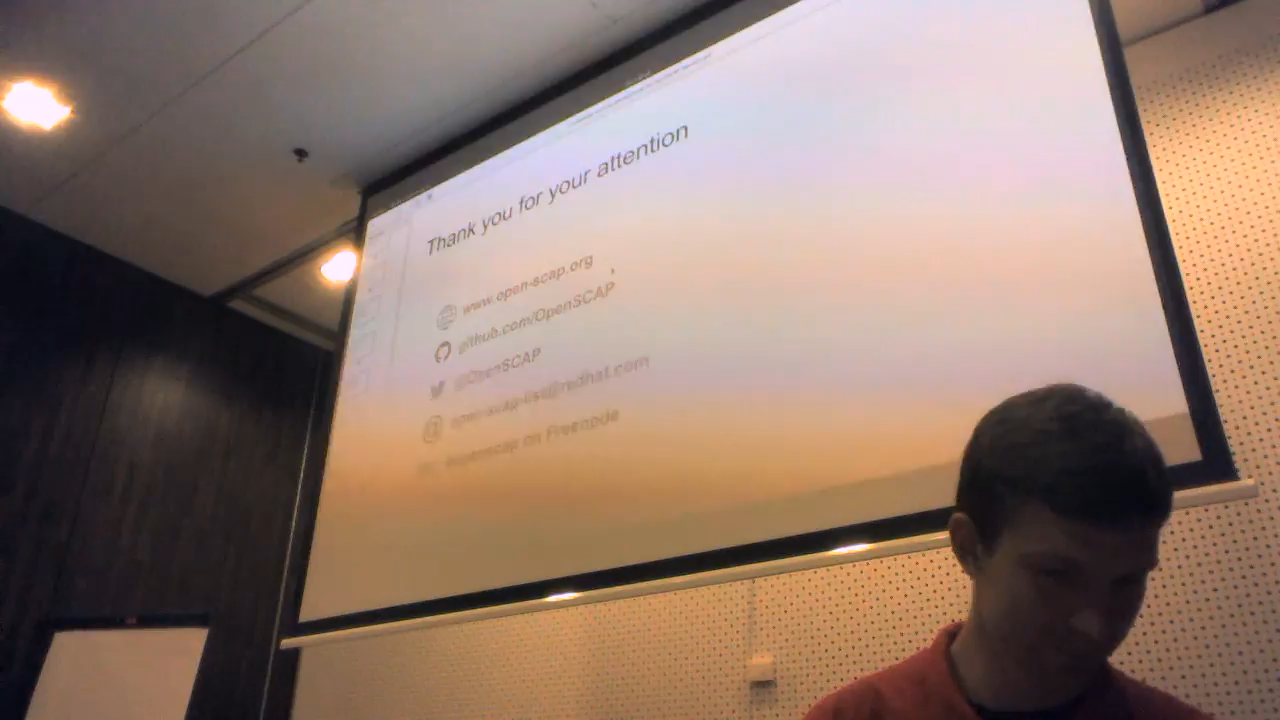 Thank you for your attention
www.open-scap.org
github.com/OpenSCAP
@OpenSCAP
open-scap-list@redhat.com
#openscap on Freenode